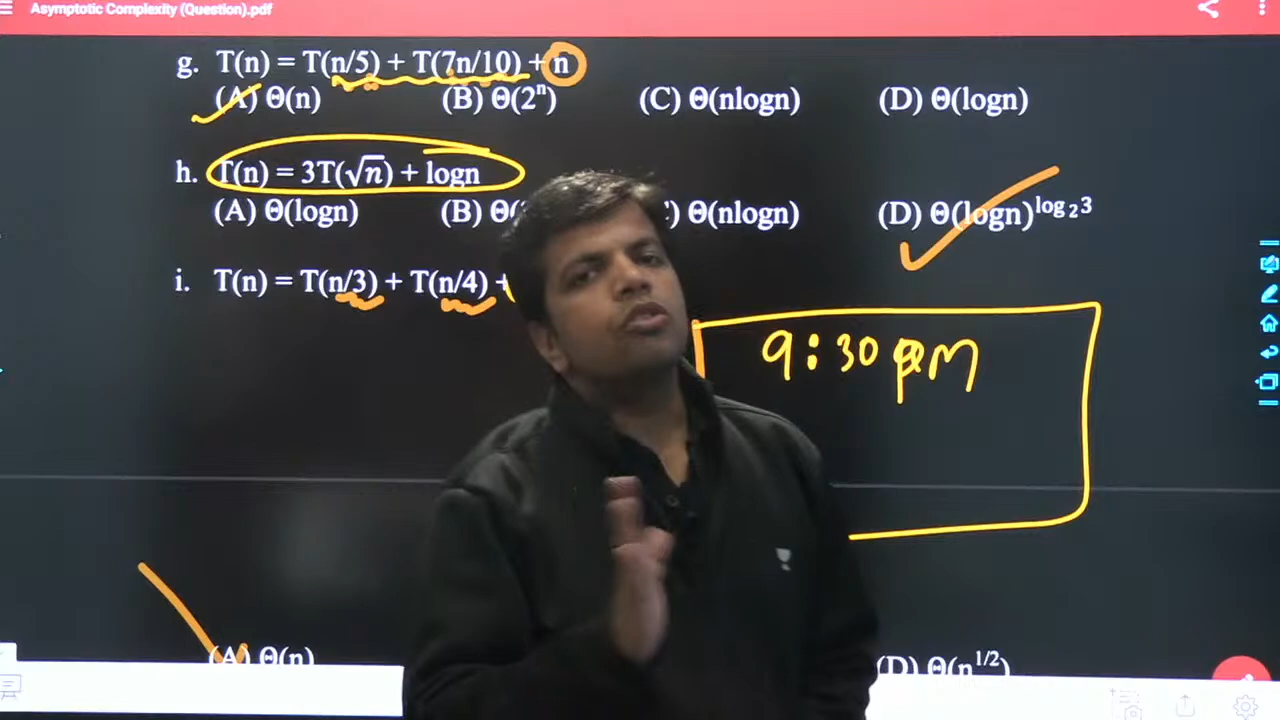 Asymptotic Complexity (Question).pdf
g. T(n) = T(n/5) + T(7n/10) + n
(A) Θ(n) (B) Θ(2ⁿ) (C) Θ(nlogn) (D) Θ(logn)
h. T(n) = 3T(√n) + logn
(A) Θ(logn) (B) Θ( ) Θ(nlogn) (D) Θ(logn)^log₂3
i. T(n) = T(n/3) + T(n/4) +
9:30 pm
(A) Θ(n) (D) Θ(n^1/2)